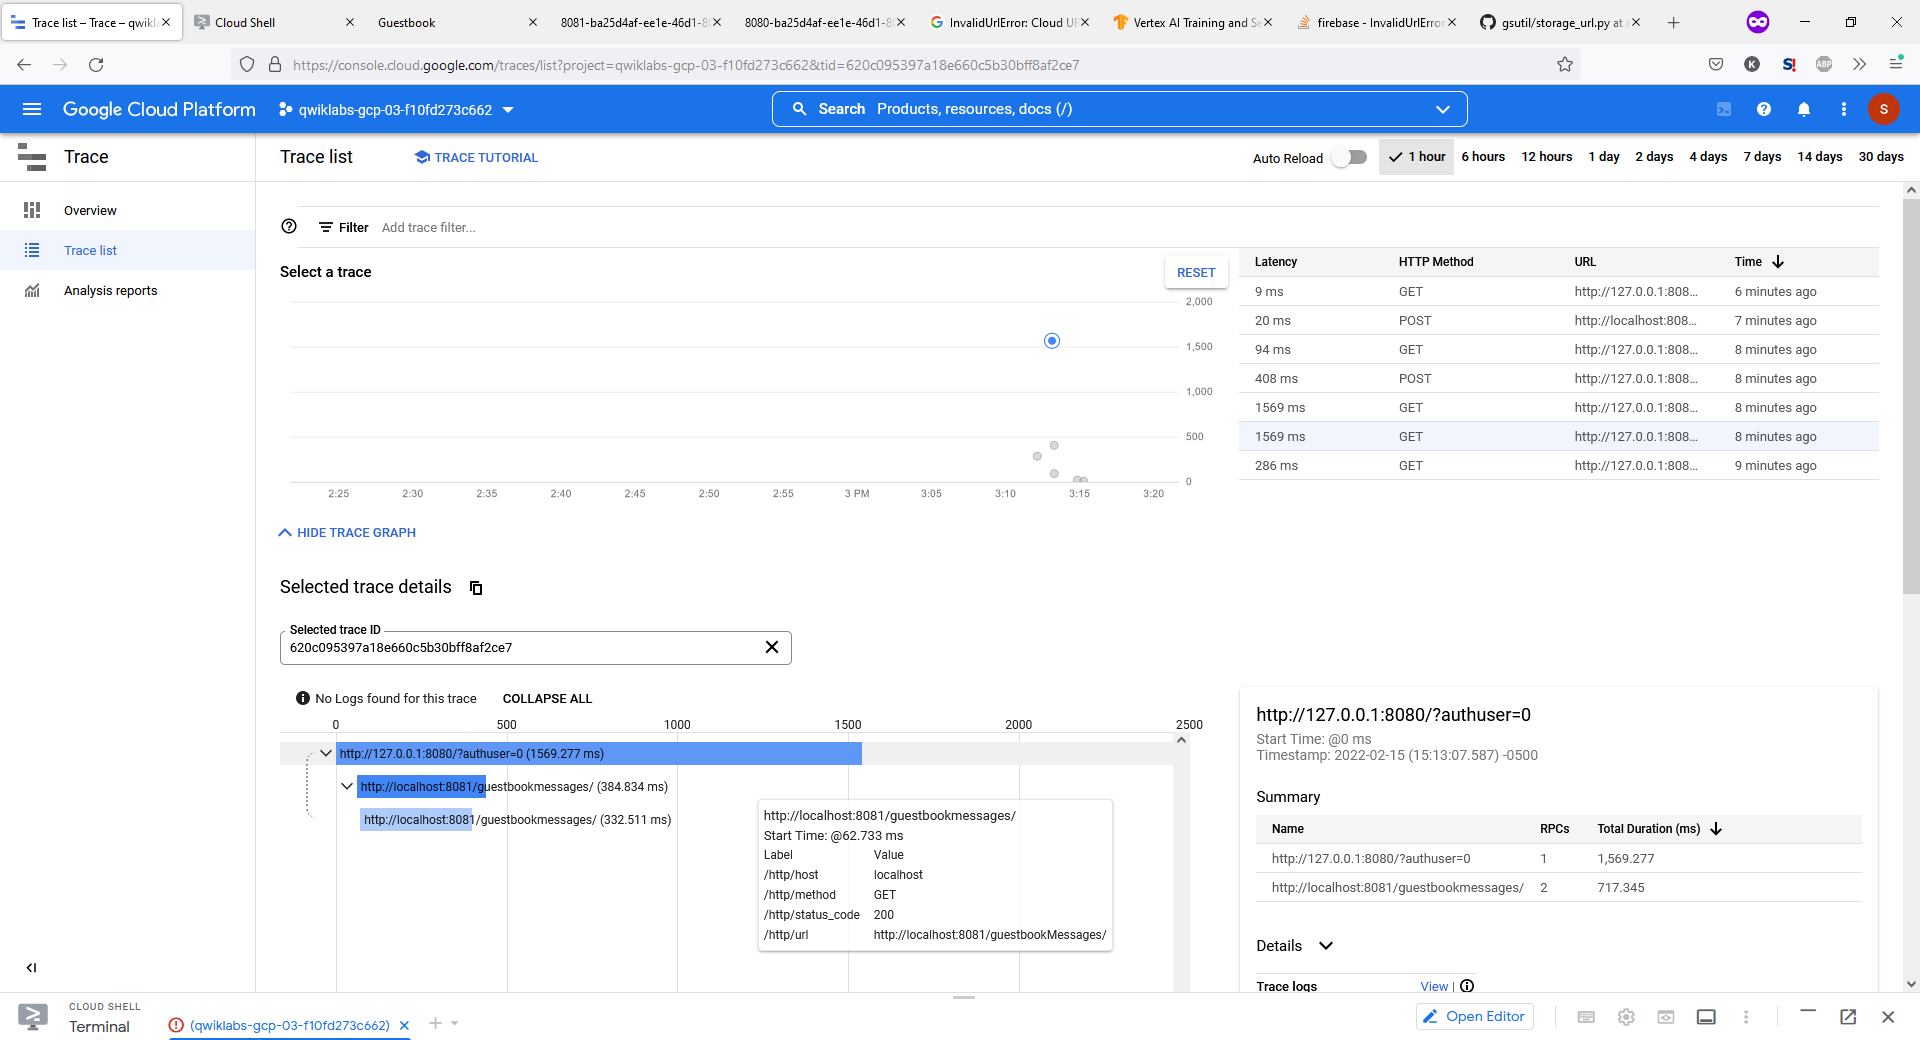 Trace list – Trace – qwikla
Cloud Shell
Guestbook
8081-ba25d4af-ee1e-46d1-8
8080-ba25d4af-ee1e-46d1-8
InvalidUrlError: Cloud U
Vertex AI Training and Se
firebase - InvalidUrlError
gsutil/storage_url.py at
https://console.cloud.google.com/traces/list?project=qwiklabs-gcp-03-f10fd273c662&tid=620c095397a18e660c5b30bff8af2ce7
K
S!
ABP
Google Cloud Platform
qwiklabs-gcp-03-f10fd273c662
Search Products, resources, docs (/)
S
Trace
Trace list
TRACE TUTORIAL
Auto Reload
1 hour
6 hours
12 hours
1 day
2 days
4 days
7 days
14 days
30 days
Overview
Trace list
Analysis reports
Filter Add trace filter...
Select a trace
RESET
2,000
1,500
1,000
500
0
2:25 2:30 2:35 2:40 2:45 2:50 2:55 3 PM 3:05 3:10 3:15 3:20
Latency HTTP Method URL Time
9 ms GET http://127.0.0.1:808... 6 minutes ago
20 ms POST http://localhost:808... 7 minutes ago
94 ms GET http://127.0.0.1:808... 8 minutes ago
408 ms POST http://127.0.0.1:808... 8 minutes ago
1569 ms GET http://127.0.0.1:808... 8 minutes ago
1569 ms GET http://127.0.0.1:808... 8 minutes ago
286 ms GET http://127.0.0.1:808... 9 minutes ago
HIDE TRACE GRAPH
Selected trace details
Selected trace ID
620c095397a18e660c5b30bff8af2ce7
No Logs found for this trace
COLLAPSE ALL
0 500 1000 1500 2000 2500
http://127.0.0.1:8080/?authuser=0 (1569.277 ms)
http://localhost:8081/guestbookmessages/ (384.834 ms)
http://localhost:8081/guestbookmessages/ (332.511 ms)
http://localhost:8081/guestbookmessages/
Start Time: @62.733 ms
Label Value
/http/host localhost
/http/method GET
/http/status_code 200
/http/url http://localhost:8081/guestbookMessages/
http://127.0.0.1:8080/?authuser=0
Start Time: @0 ms
Timestamp: 2022-02-15 (15:13:07.587) -0500
Summary
Name RPCs Total Duration (ms)
http://127.0.0.1:8080/?authuser=0 1 1,569.277
http://localhost:8081/guestbookmessages/ 2 717.345
Details
Trace logs View |
CLOUD SHELL
Terminal
(qwiklabs-gcp-03-f10fd273c662)
Open Editor